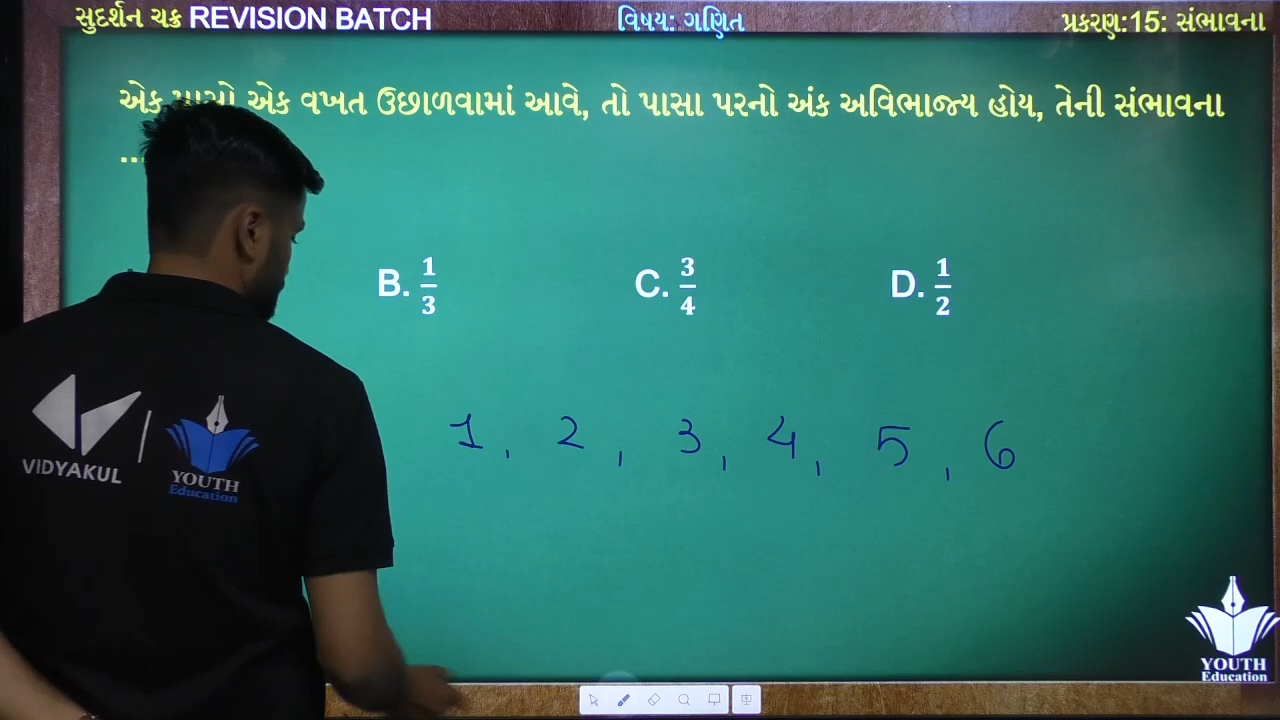 સુદર્શન ચક્ર REVISION BATCH
વિષય: ગણિત
પ્રકરણ:15: સંભાવના
એક પાસો એક વખત ઉછાળવામાં આવે, તો પાસા પરનો અંક અવિભાજ્ય હોય, તેની સંભાવના
...
B. 1/3 C. 3/4 D. 1/2
1, 2, 3, 4, 5, 6
VIDYAKUL
YOUTH
Education
YOUTH
Education